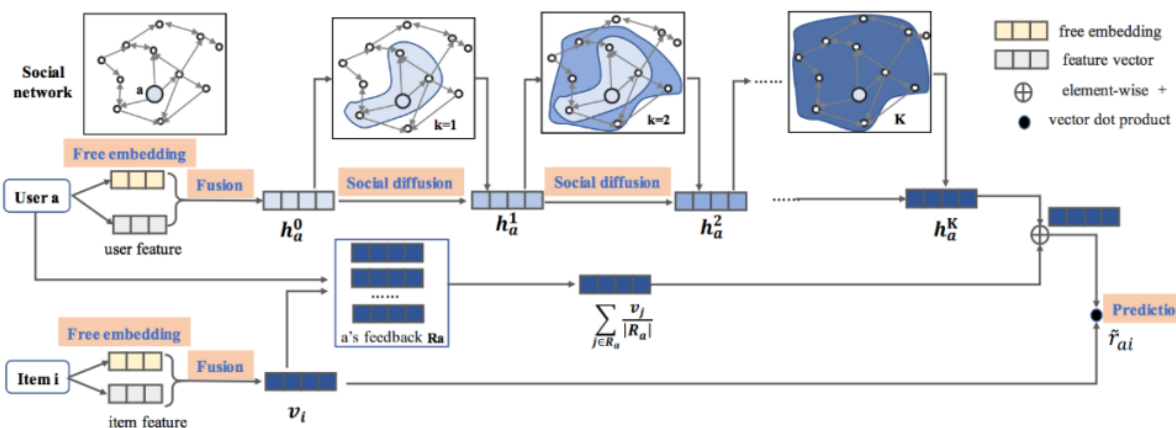 Social
network
a
k=1
k=2
......
K
free embedding
feature vector
element-wise +
vector dot product
Free embedding
User a
user feature
Fusion
h_a^0
Social diffusion
h_a^1
Social diffusion
h_a^2
......
h_a^K
......
a's feedback Ra
∑_{j∈R_a} v_j/|R_a|
Predictio
r̃_{ai}
Free embedding
Item i
item feature
Fusion
v_i